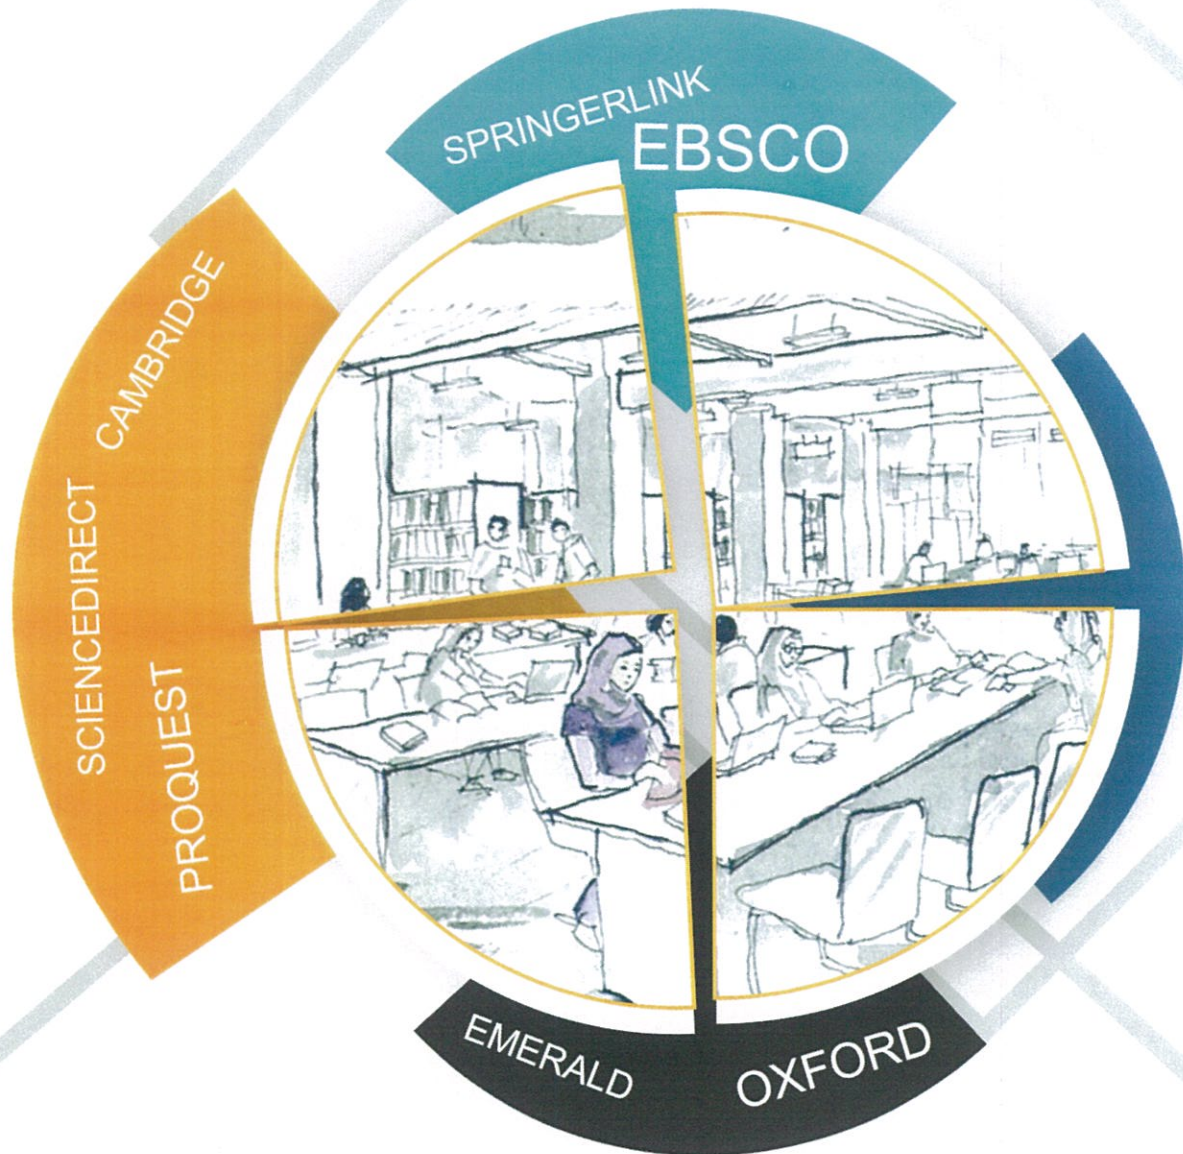 SPRINGERLINK
EBSCO
CAMBRIDGE
SCIENCEDIRECT
PROQUEST
EMERALD
OXFORD